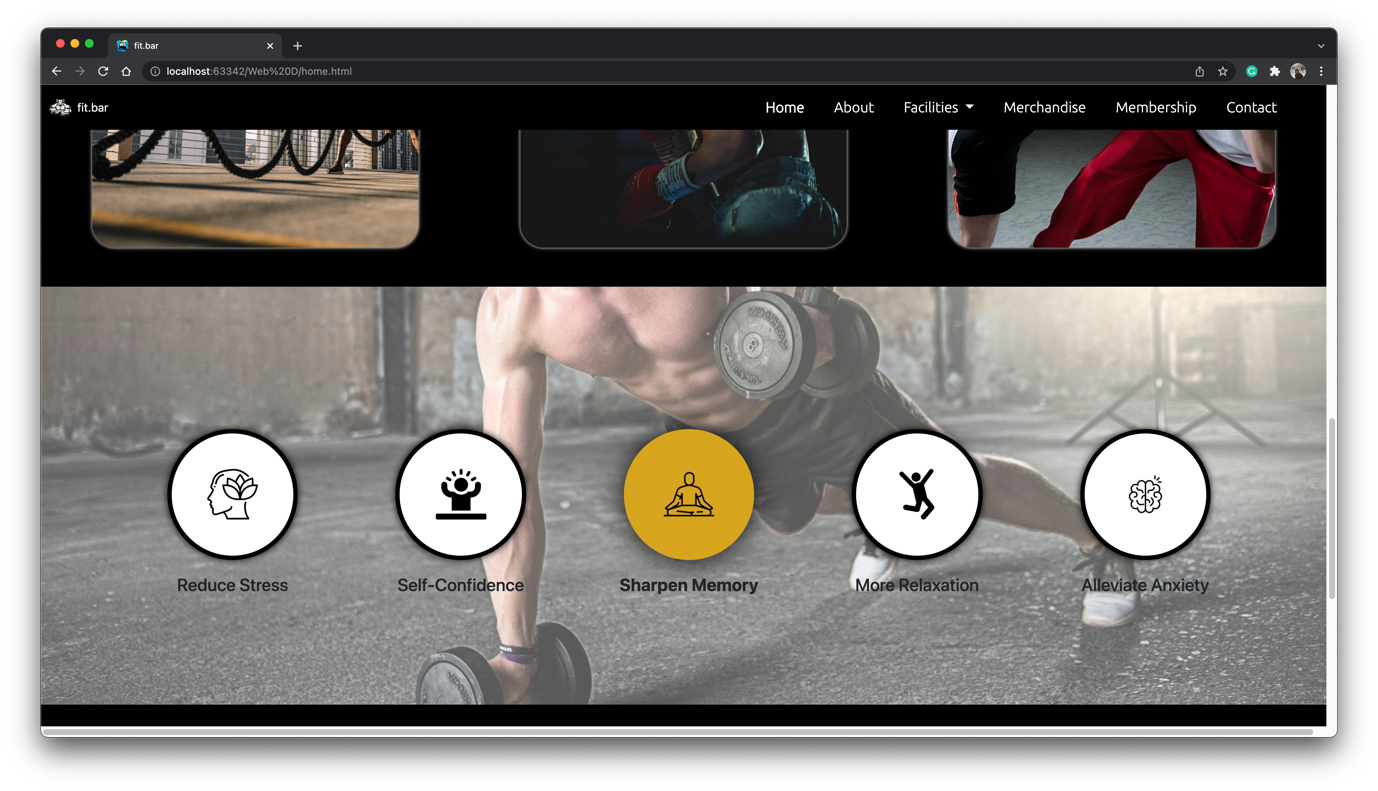 fit.bar
localhost:63342/Web%20D/home.html
fit.bar
Home About Facilities Merchandise Membership Contact
Reduce Stress Self-Confidence Sharpen Memory More Relaxation Alleviate Anxiety